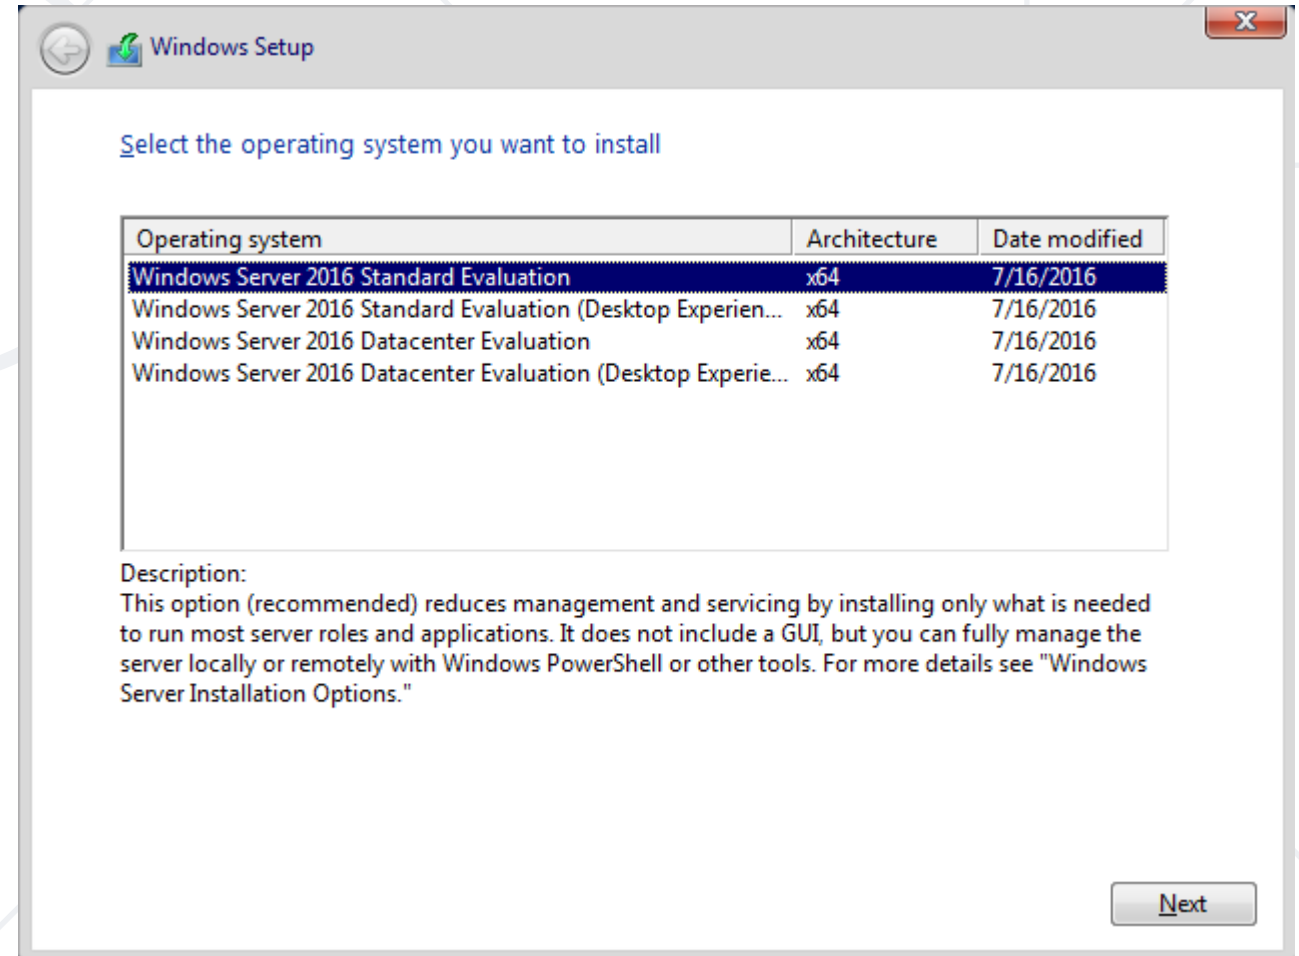 Windows Setup
Select the operating system you want to install
Operating system Architecture Date modified
Windows Server 2016 Standard Evaluation x64 7/16/2016
Windows Server 2016 Standard Evaluation (Desktop Experien... x64 7/16/2016
Windows Server 2016 Datacenter Evaluation x64 7/16/2016
Windows Server 2016 Datacenter Evaluation (Desktop Experie... x64 7/16/2016
Description:
This option (recommended) reduces management and servicing by installing only what is needed
to run most server roles and applications. It does not include a GUI, but you can fully manage the
server locally or remotely with Windows PowerShell or other tools. For more details see "Windows
Server Installation Options."
Next